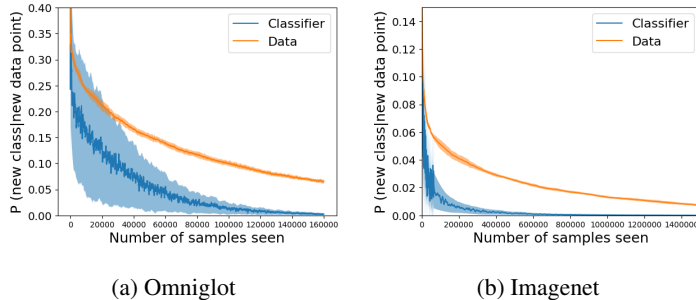 0.40
0.35
0.30
0.25
0.20
0.15
0.10
0.05
0.00
P (new class|new data point)
Classifier
Data
0 20000 40000 60000 80000 100000 120000 140000 160000
Number of samples seen
(a) Omniglot
0.14
0.12
0.10
0.08
0.06
0.04
0.02
0.00
P (new class|new data point)
Classifier
Data
0 200000 400000 600000 800000 1000000 1200000 1400000
Number of samples seen
(b) Imagenet